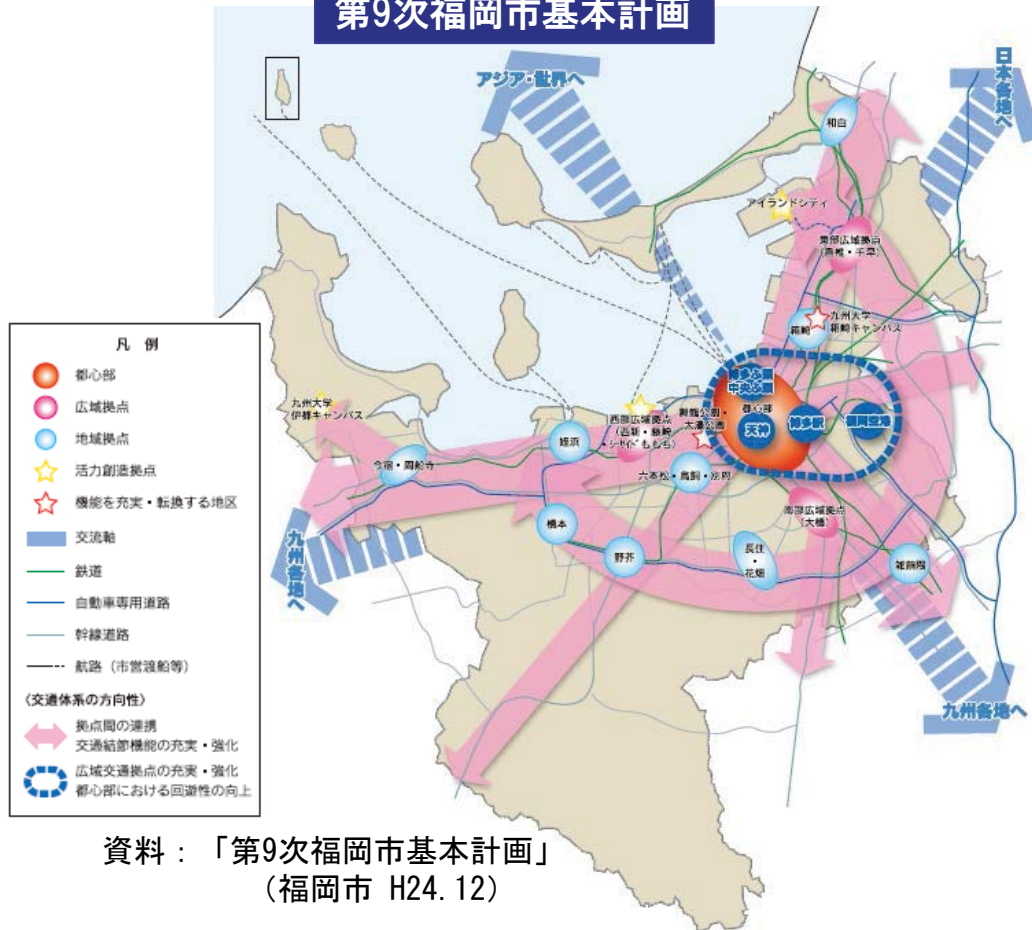 第9次福岡市基本計画
アジア・世界へ
日本各地へ
和白
アイランドシティ
東部広域拠点
(香椎・千早)
箱崎
九州大学
箱崎キャンパス
博多ふ頭
中央ふ頭
都心部
天神
博多駅
福岡空港
舞鶴公園・
大濠公園
西部広域拠点
(西新・藤崎
・シーサイドももち)
九州大学
伊都キャンパス
姪浜
今宿・周船寺
六本松・鳥飼・別府
南部広域拠点
(大橋)
橋本
野芥
長住
・
花畑
雑餉隈
九州各地へ
九州各地へ
凡 例
都心部
広域拠点
地域拠点
活力創造拠点
機能を充実・転換する地区
交流軸
鉄道
自動車専用道路
幹線道路
航路(市営渡船等)
〈交通体系の方向性〉
拠点間の連携
交通結節機能の充実・強化
広域交通拠点の充実・強化
都心部における回遊性の向上
資料:「第9次福岡市基本計画」
(福岡市 H24.12)